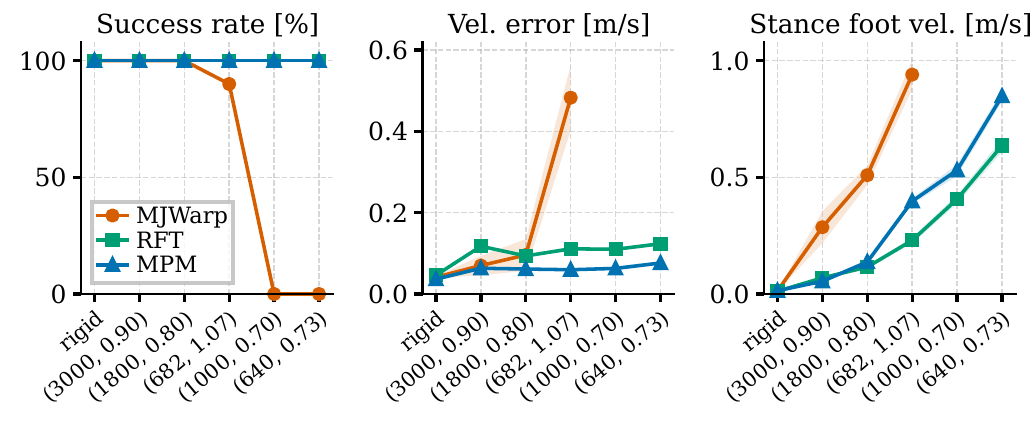 Success rate [%]
100
50
0
MJWarp
RFT
MPM
rigid
(3000, 0.90)
(1800, 0.80)
(682, 1.07)
(1000, 0.70)
(640, 0.73)
Vel. error [m/s]
0.6
0.4
0.2
0.0
rigid
(3000, 0.90)
(1800, 0.80)
(682, 1.07)
(1000, 0.70)
(640, 0.73)
Stance foot vel. [m/s]
1.0
0.5
0.0
rigid
(3000, 0.90)
(1800, 0.80)
(682, 1.07)
(1000, 0.70)
(640, 0.73)